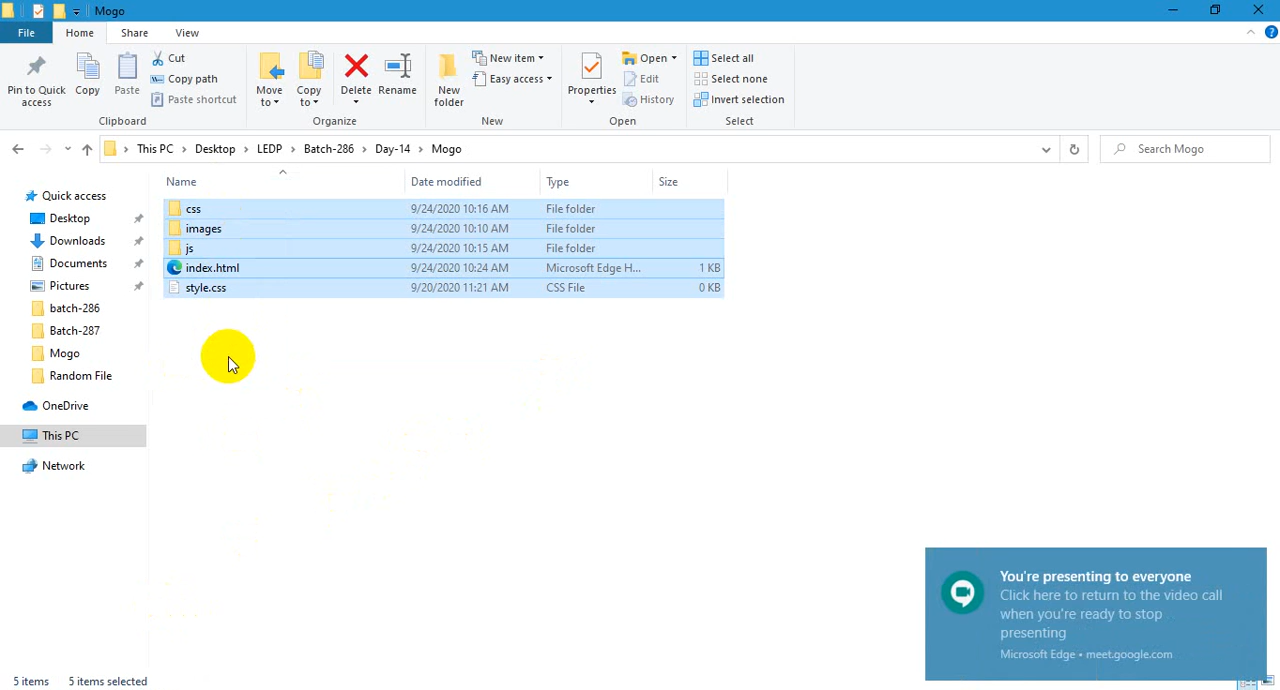 Mogo
File Home Share View
Pin to Quick access
Copy
Paste
Cut
Copy path
Paste shortcut
Clipboard
Move to
Copy to
Delete
Rename
Organize
New folder
New item
Easy access
New
Properties
Open
Edit
History
Open
Select all
Select none
Invert selection
Select
This PC > Desktop > LEDP > Batch-286 > Day-14 > Mogo
Search Mogo
Quick access
Desktop
Downloads
Documents
Pictures
batch-286
Batch-287
Mogo
Random File
OneDrive
This PC
Network
Name Date modified Type Size
css 9/24/2020 10:16 AM File folder
images 9/24/2020 10:10 AM File folder
js 9/24/2020 10:15 AM File folder
index.html 9/24/2020 10:24 AM Microsoft Edge H... 1 KB
style.css 9/20/2020 11:21 AM CSS File 0 KB
You're presenting to everyone
Click here to return to the video call
when you're ready to stop
presenting
Microsoft Edge • meet.google.com
5 items 5 items selected